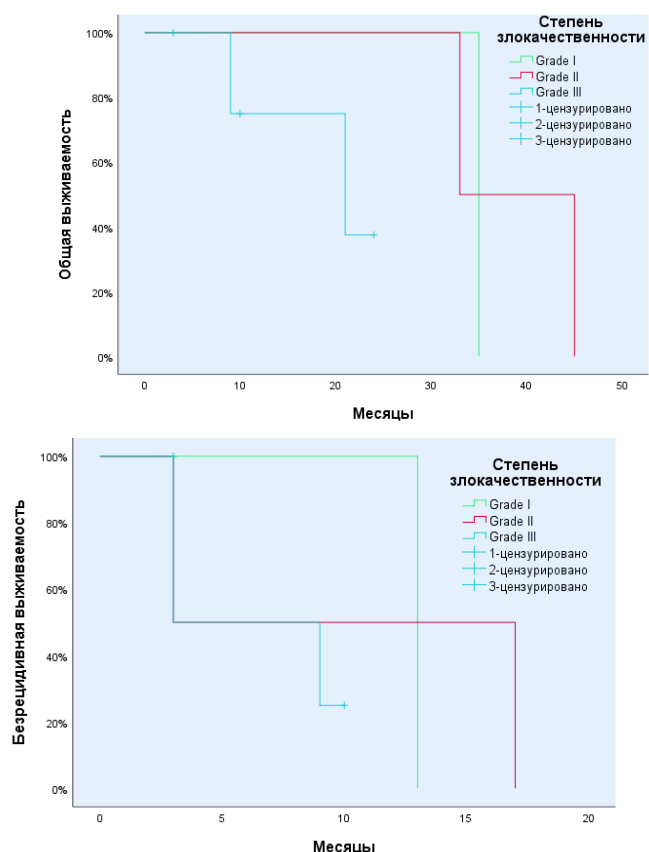 Степень
злокачественности
Grade I
Grade II
Grade III
1-цензурировано
2-цензурировано
3-цензурировано
100%
80%
60%
40%
20%
0%
Общая выживаемость
0 10 20 30 40 50
Месяцы
Степень
злокачественности
Grade I
Grade II
Grade III
1-цензурировано
2-цензурировано
3-цензурировано
100%
80%
60%
40%
20%
0%
Безрецидивная выживаемость
0 5 10 15 20
Месяцы